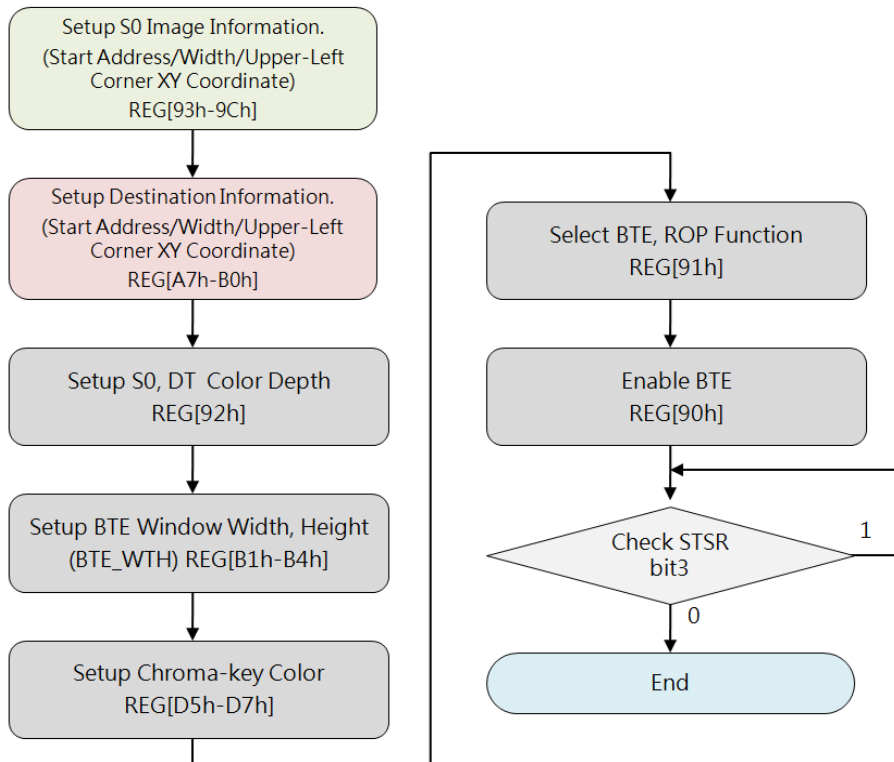 Setup S0 Image Information.
(Start Address/Width/Upper-Left
Corner XY Coordinate)
REG[93h-9Ch]
Setup Destination Information.
(Start Address/Width/Upper-Left
Corner XY Coordinate)
REG[A7h-B0h]
Setup S0, DT  Color Depth
REG[92h]
Setup BTE Window Width, Height
(BTE_WTH) REG[B1h-B4h]
Setup Chroma-key Color
REG[D5h-D7h]
Select BTE, ROP Function
REG[91h]
Enable BTE
REG[90h]
Check STSR
bit3
1
0
End